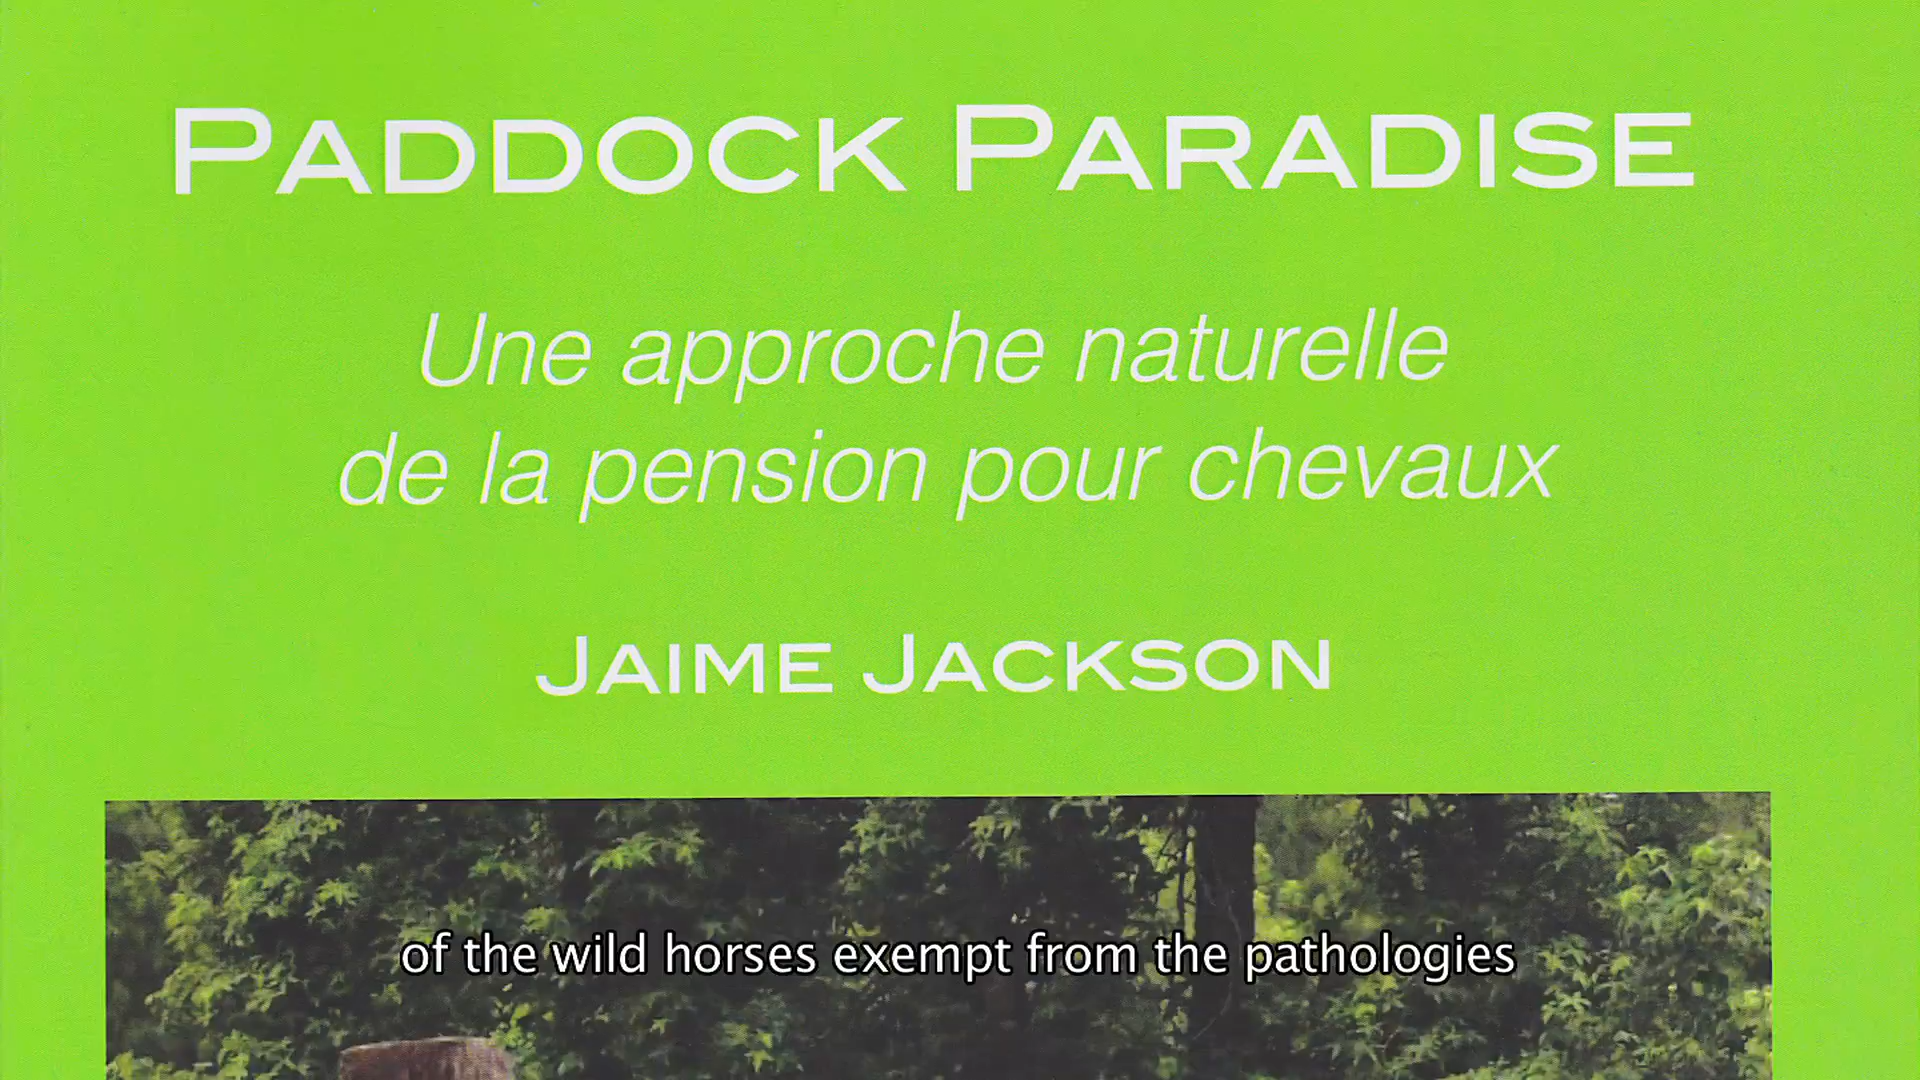 PADDOCK PARADISE
Une approche naturelle
de la pension pour chevaux
JAIME JACKSON
of the wild horses exempt from the pathologies